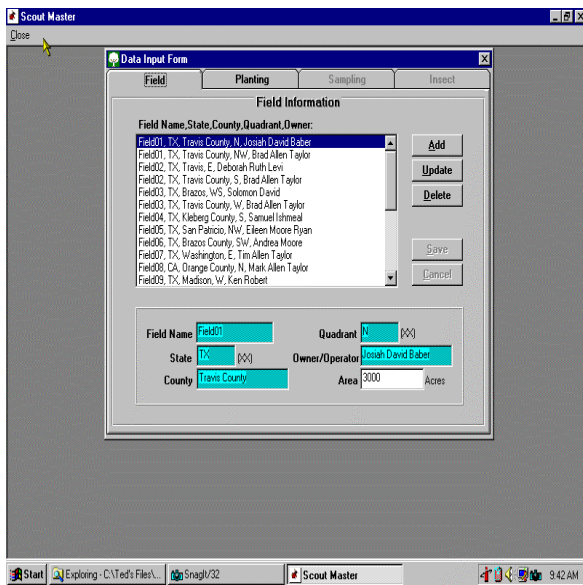 Scout Master
Close
Data Input Form
Field Planting Sampling Insect
Field Information
Field Name,State,County,Quadrant,Owner:
Field01, TX, Travis County, N, Josiah David Baber
Field01, TX, Travis County, NW, Brad Allen Taylor
Field02, TX, Travis, E, Deborah Ruth Levi
Field02, TX, Travis County, S, Brad Allen Taylor
Field03, TX, Brazos, WS, Solomon David
Field03, TX, Travis County, W, Brad Allen Taylor
Field04, TX, Kleberg County, S, Samuel Ishmeal
Field05, TX, San Patricio, NW, Eileen Moore Ryan
Field06, TX, Brazos County, SW, Andrea Moore
Field07, TX, Washington, E, Tim Allen Taylor
Field08, CA, Orange County, N, Mark Allen Taylor
Field09, TX, Madison, W, Ken Robert
Add
Update
Delete
Save
Cancel
Field Name Field01 Quadrant N (XX)
State TX (XX) Owner/Operator Josiah David Baber
County Travis County Area 3000 Acres
Start Exploring - C:\Ted's Files\... SnagIt/32 Scout Master 9:42 AM